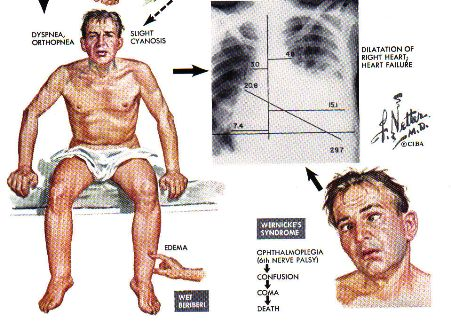 DYSPNEA,
ORTHOPNEA
SLIGHT
CYANOSIS
DILATATION OF
RIGHT HEART;
HEART FAILURE
3.0
4.8
20.8
15.1
7.4
29.7
F. Netter
M.D.
©CIBA
EDEMA
WET
BERIBERI
WERNICKE'S
SYNDROME
OPHTHALMOPLEGIA
(6th NERVE PALSY)
CONFUSION
COMA
DEATH